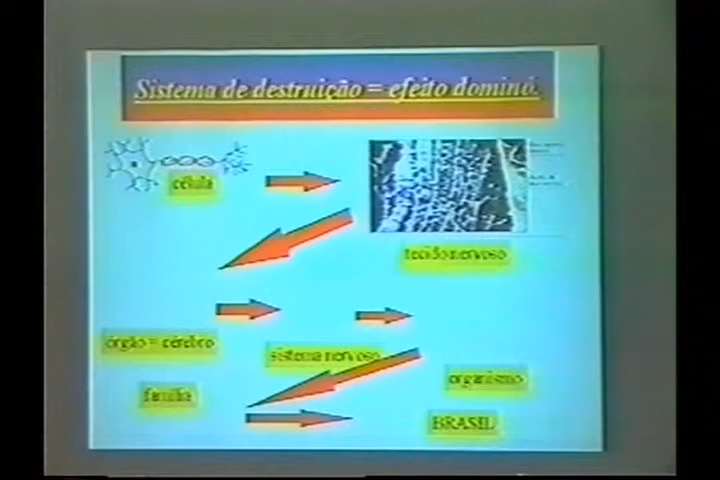 Sistema de destruição = efeito dominó.
célula
tecido nervoso
órgão = cérebro
sistema nervoso
organismo
família
BRASIL